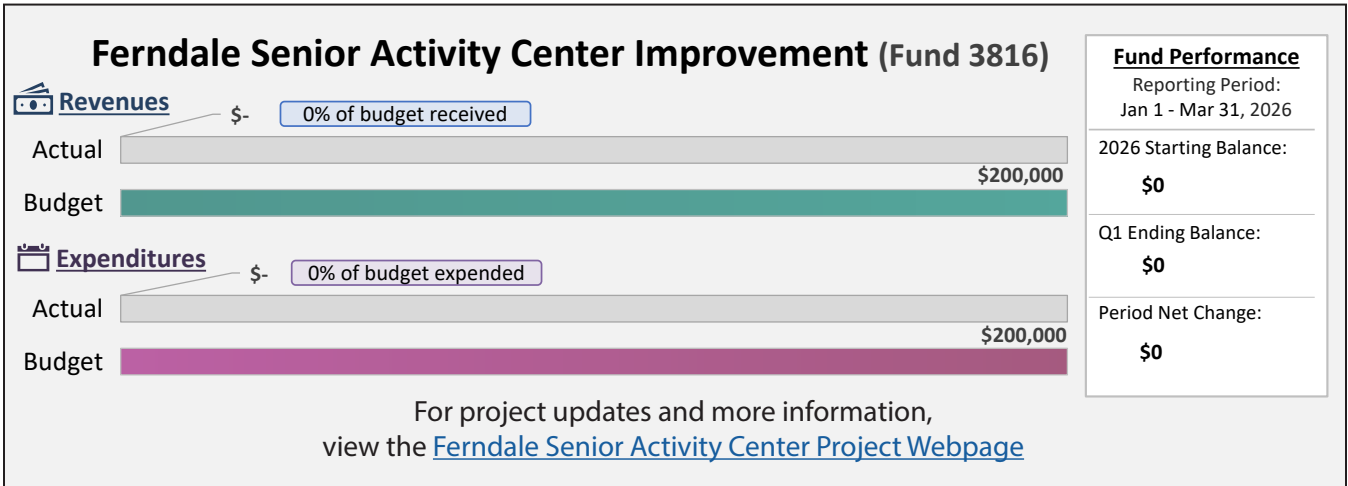 Ferndale Senior Activity Center Improvement (Fund 3816)
Revenues
$-
0% of budget received
Actual
$200,000
Budget
Expenditures
$-
0% of budget expended
Actual
$200,000
Budget
For project updates and more information,
view the Ferndale Senior Activity Center Project Webpage
Fund Performance
Reporting Period:
Jan 1 - Mar 31, 2026
2026 Starting Balance:
$0
Q1 Ending Balance:
$0
Period Net Change:
$0